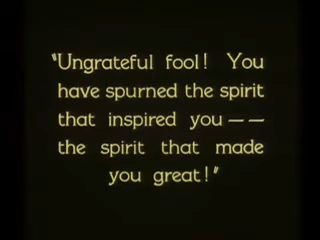 "Ungrateful fool! You
have spurned the spirit
that inspired you——
the spirit that made
you great!"